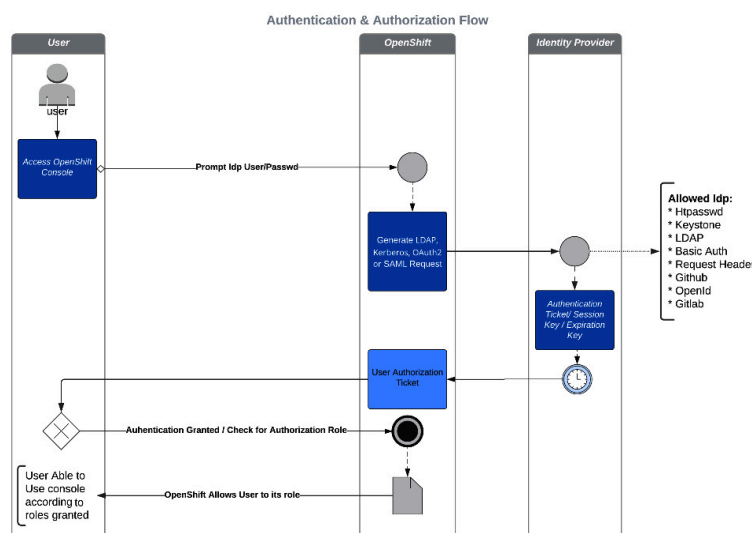 Authentication & Authorization Flow
User
OpenShift
Identity Provider
user
Access OpenShift
Console
Prompt Idp User/Passwd
Generate LDAP,
Kerberos, OAuth2
or SAML Request
Allowed Idp:
* Htpasswd
* Keystone
* LDAP
* Basic Auth
* Request Header
* Github
* OpenId
* Gitlab
Authentication
Ticket/ Session
Key / Expiration
Key
User Authorization
Ticket
Auhentication Granted / Check for Authorization Role
User Able to
Use console
according to
roles granted
OpenShift Allows User to its role